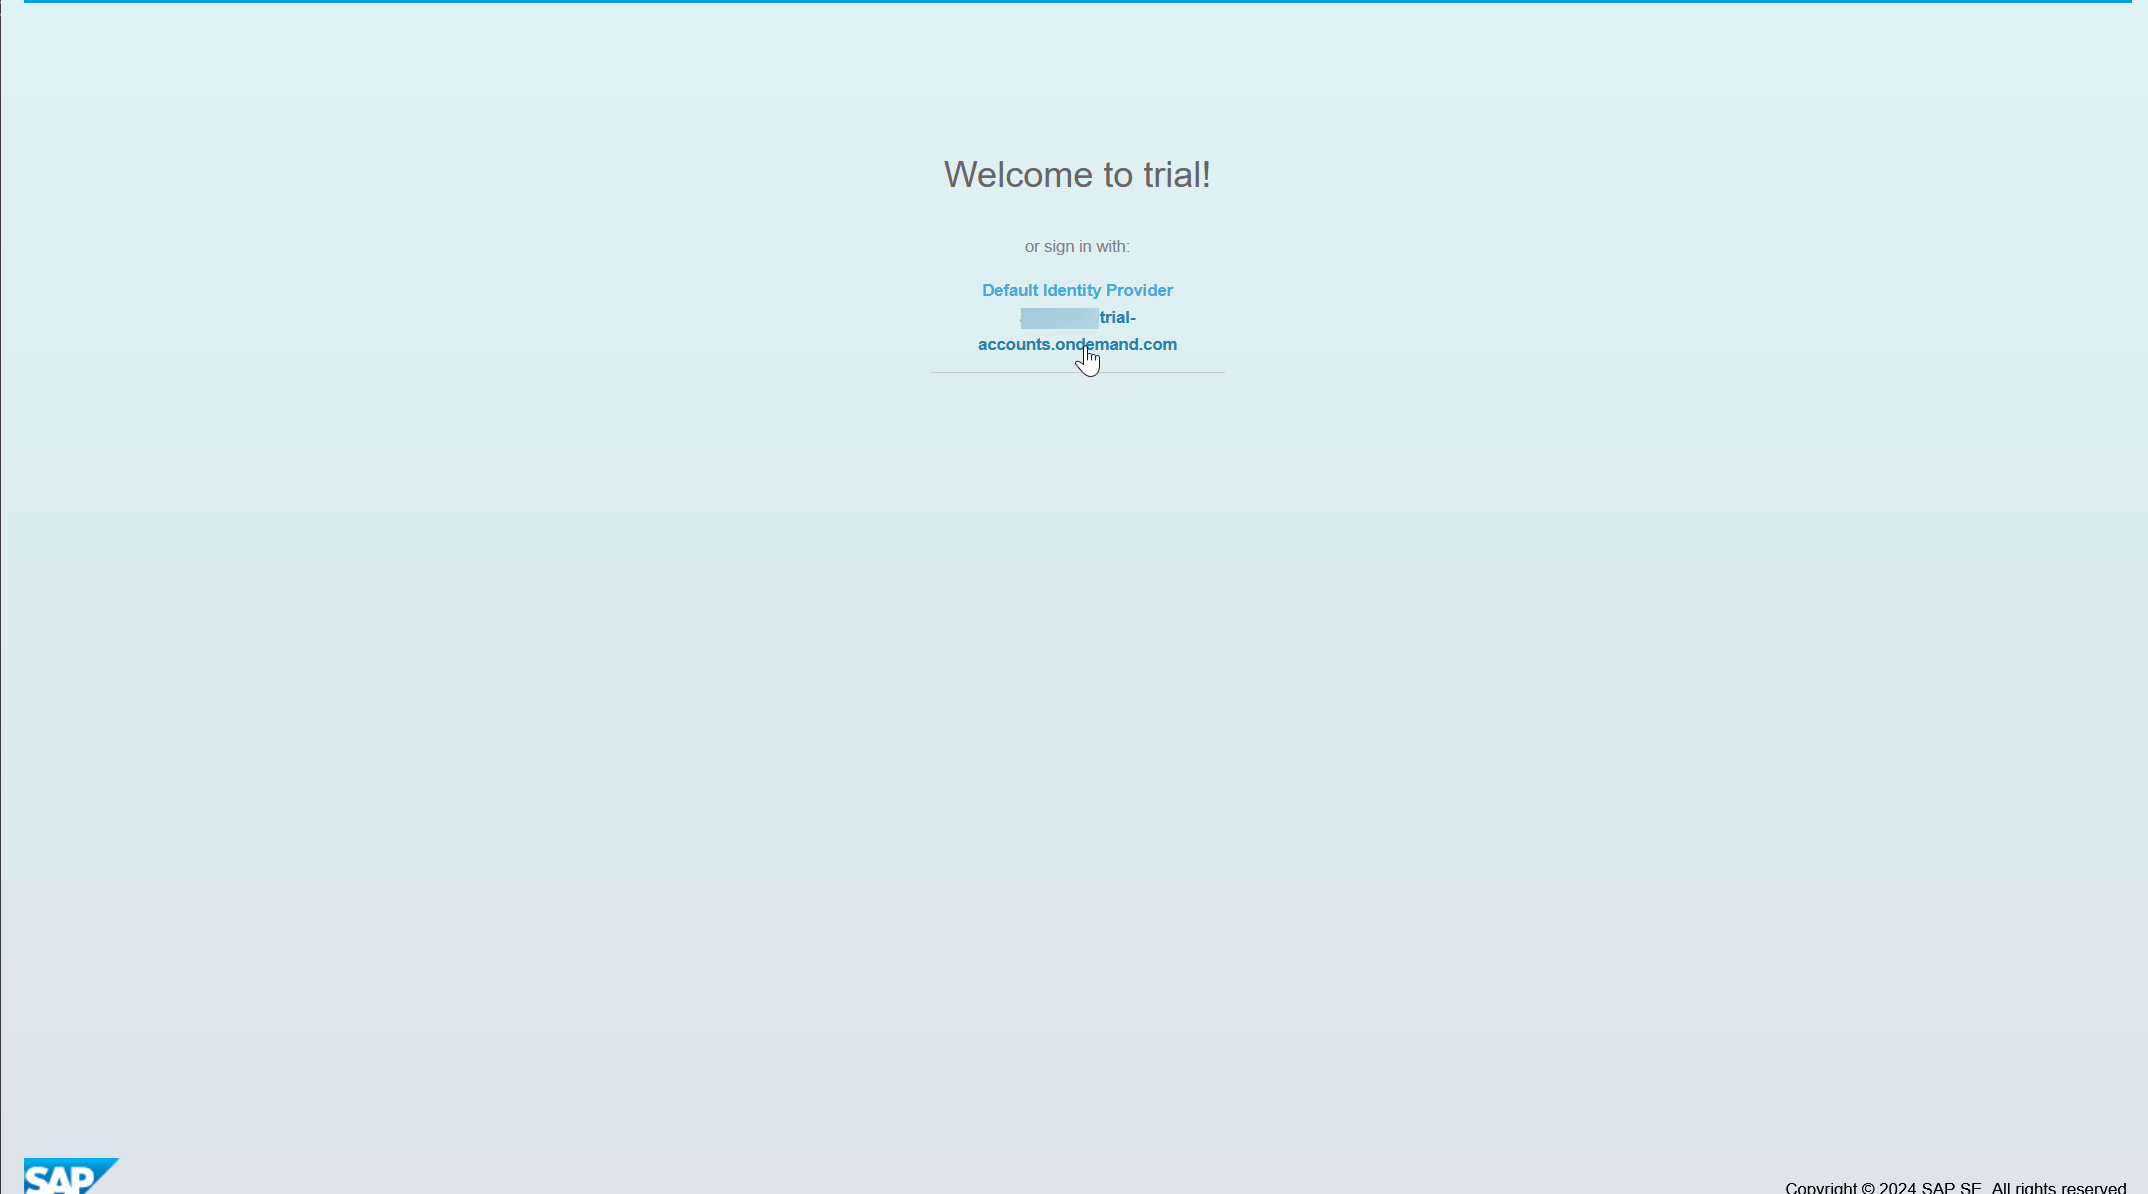 Welcome to trial!
or sign in with:
Default Identity Provider
trial-
accounts.ondemand.com
SAP
Copyright © 2024 SAP SE. All rights reserved